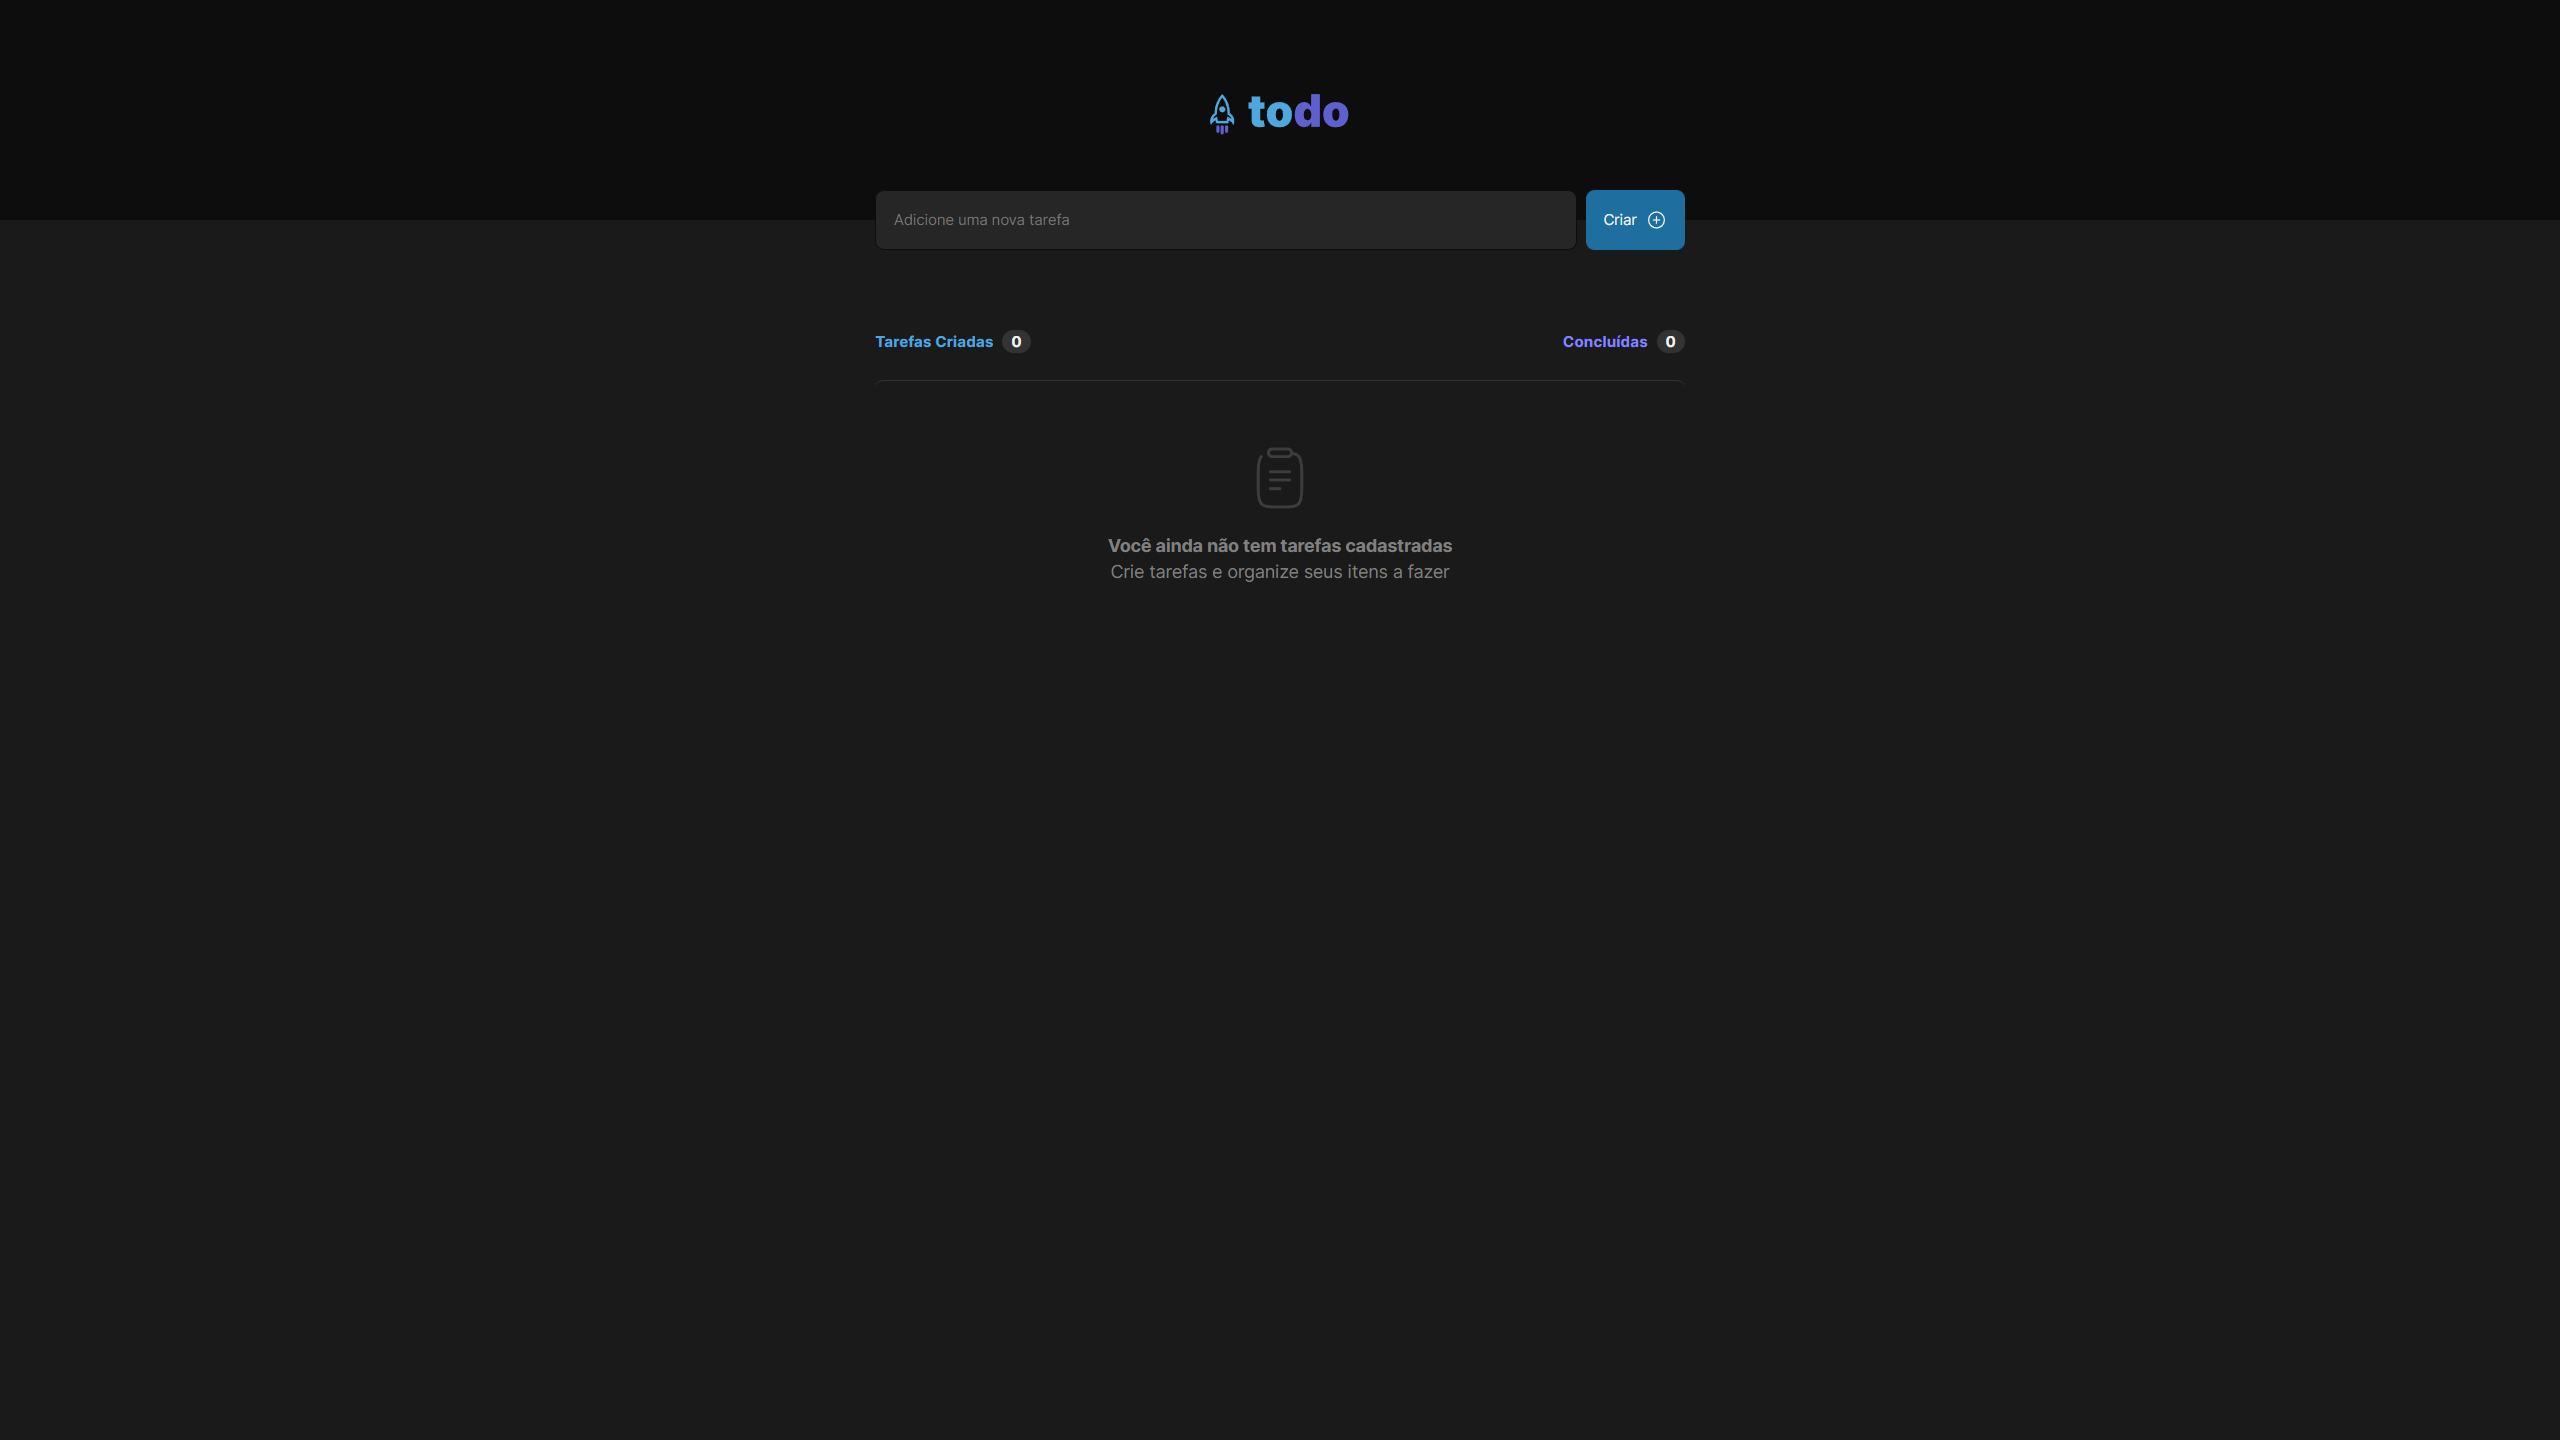 todo
Adicione uma nova tarefa
Criar
Tarefas Criadas 0
Concluídas 0
Você ainda não tem tarefas cadastradas
Crie tarefas e organize seus itens a fazer